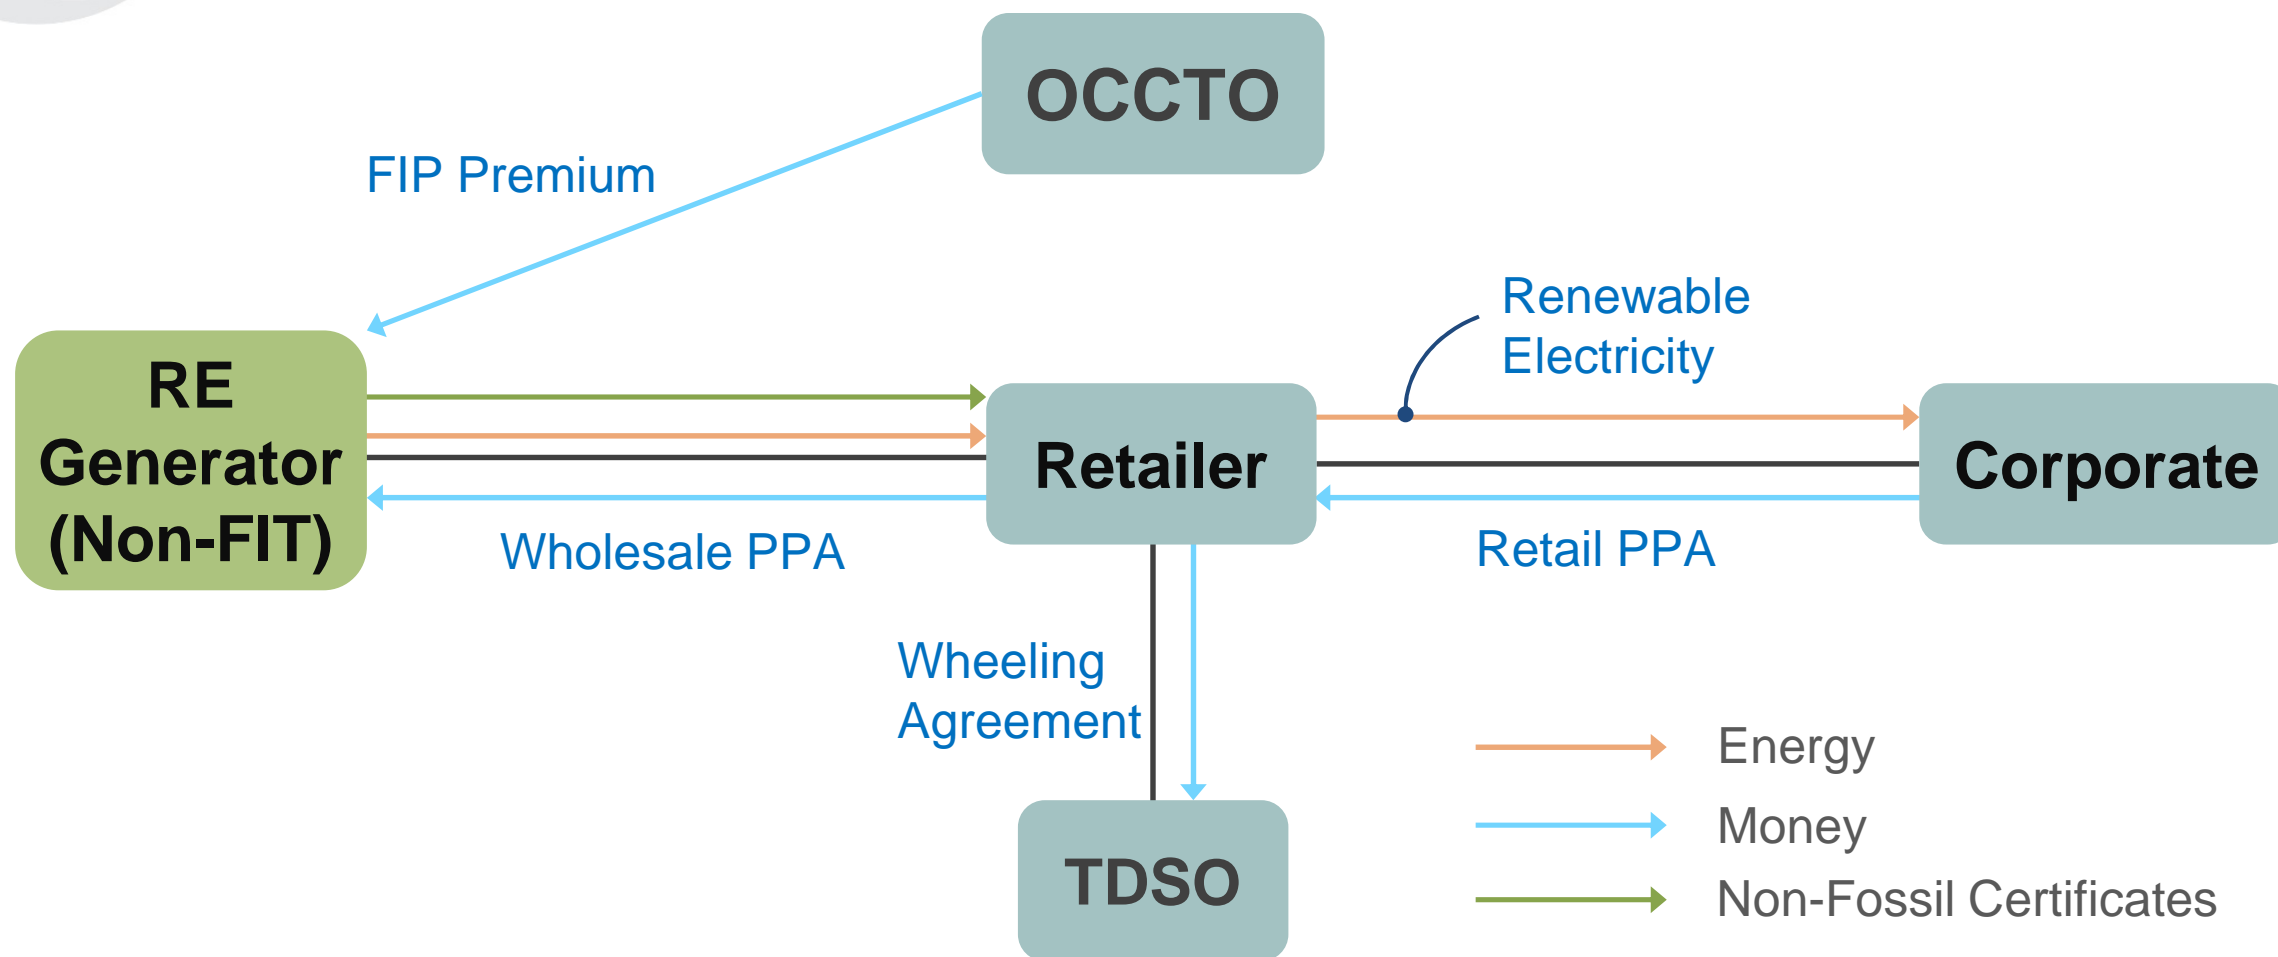 OCCTO
FIP Premium
Renewable
Electricity
RE
Generator
(Non-FIT)
Retailer
Corporate
Wholesale PPA
Retail PPA
Wheeling
Agreement
TDSO
Energy
Money
Non-Fossil Certificates